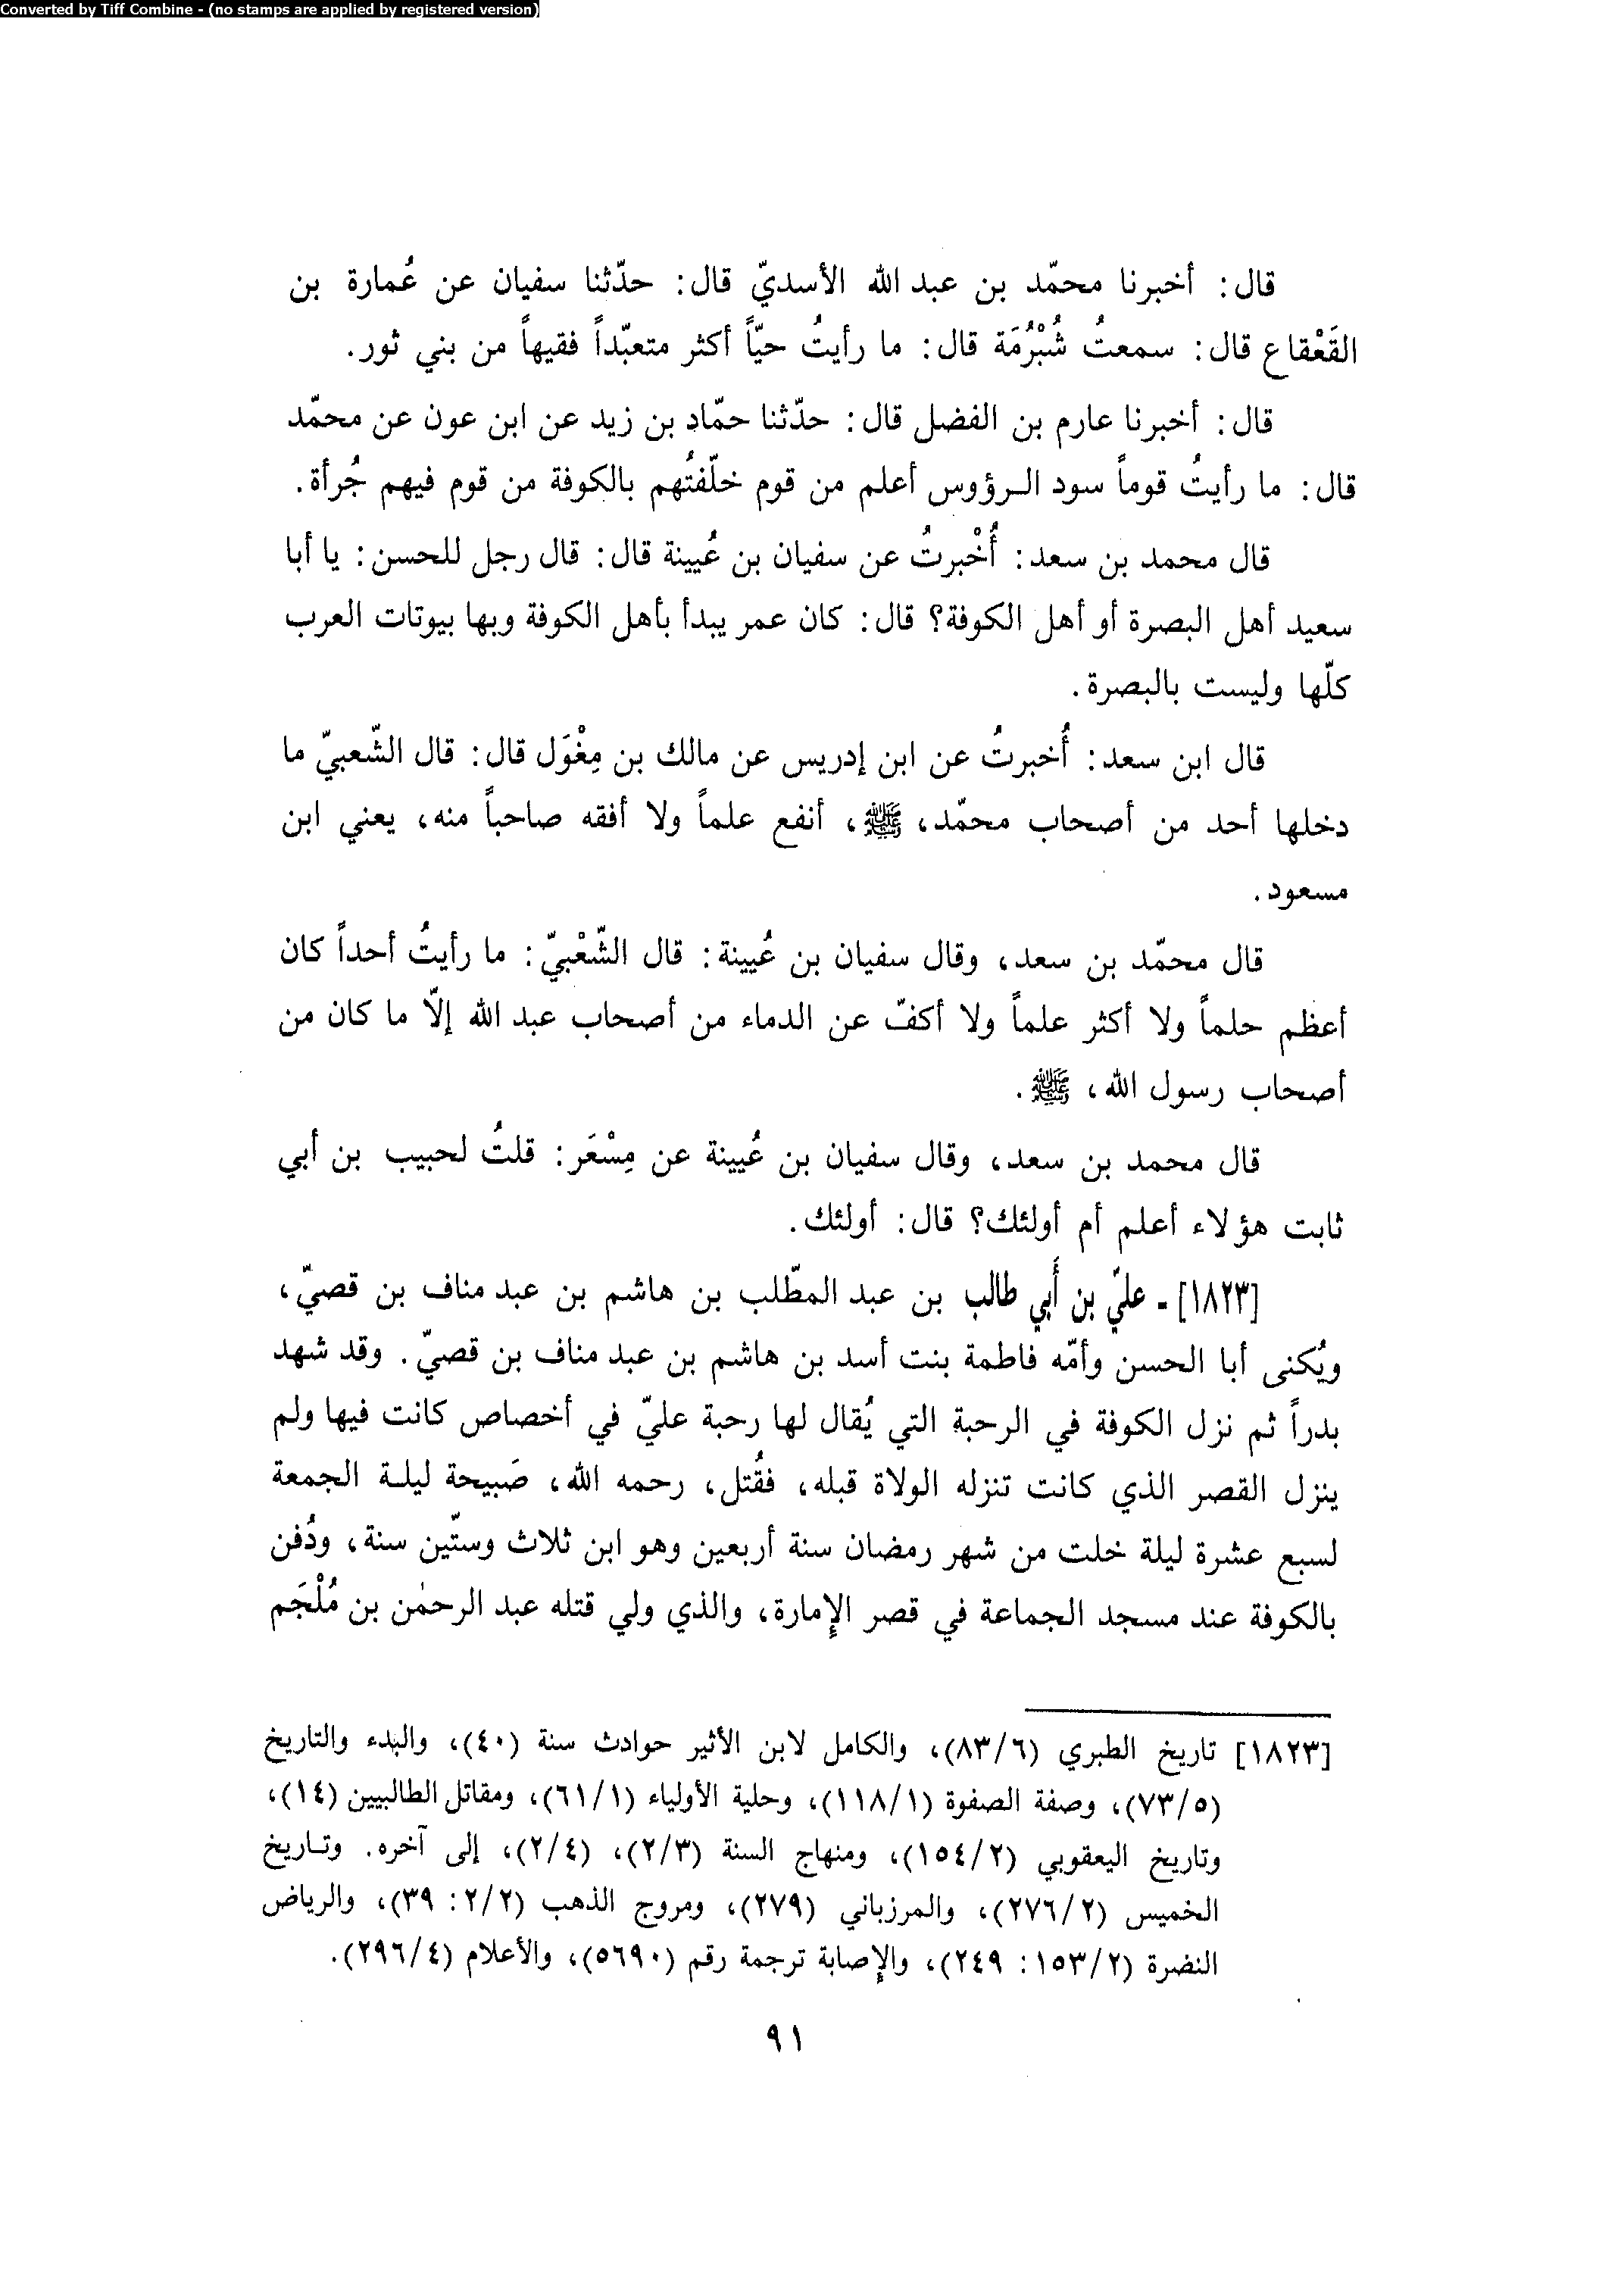 Converted by Tiff Combine - (no stamps are applied by registered version)
قال: أخبرنا محمّد بن عبد الله الأسديّ قال: حدّثنا سفيان عن عُمارة بن
القَعْقاع قال: سمعتُ شُبْرُمَة قال: ما رأيتُ حيّاً أكثر متعبّداً فقيهاً من بني ثور.
قال: أخبرنا عارم بن الفضل قال: حدّثنا حمّاد بن زيد عن ابن عون عن محمّد
قال: ما رأيتُ قوماً سود الرؤوس أعلم من قوم خلّفتُهم بالكوفة من قوم فيهم جُرأة.
قال محمد بن سعد: أُخْبرتُ عن سفيان بن عُيينة قال: قال رجل للحسن: يا أبا
سعيد أهل البصرة أو أهل الكوفة؟ قال: كان عمر يبدأ بأهل الكوفة وبها بيوتات العرب
كلّها وليست بالبصرة.
قال ابن سعد: أُخبرتُ عن ابن إدريس عن مالك بن مِغْوَل قال: قال الشّعبيّ ما
دخلها أحد من أصحاب محمّد، ﷺ، أنفع علماً ولا أفقه صاحباً منه، يعني ابن
مسعود.
قال محمّد بن سعد، وقال سفيان بن عُيينة: قال الشّعْبيّ: ما رأيتُ أحداً كان
أعظم حلماً ولا أكثر علماً ولا أكفّ عن الدماء من أصحاب عبد الله إلّا ما كان من
أصحاب رسول الله، ﷺ.
قال محمد بن سعد، وقال سفيان بن عُيينة عن مِسْعَر: قلتُ لحبيب بن أبي
ثابت هؤلاء أعلم أم أولئك؟ قال: أولئك.
[١٨٢٣] - عليّ بن أَبي طالب بن عبد المطّلب بن هاشم بن عبد مناف بن قصيّ،
ويُكنى أبا الحسن وأمّه فاطمة بنت أسد بن هاشم بن عبد مناف بن قصيّ. وقد شهد
بدراً ثم نزل الكوفة في الرحبة التي يُقال لها رحبة عليّ في أخصاص كانت فيها ولم
ينزل القصر الذي كانت تنزله الولاة قبله، فقُتل، رحمه الله، صَبيحة ليلة الجمعة
لسبع عشرة ليلة خلت من شهر رمضان سنة أربعين وهو ابن ثلاث وستّين سنة، ودُفن
بالكوفة عند مسجد الجماعة في قصر الإمارة، والذي ولي قتله عبد الرحمٰن بن مُلْجَم
[١٨٢٣] تاريخ الطبري (٨٣/٦)، والكامل لابن الأثير حوادث سنة (٤٠)، والبدء والتاريخ
(٧٣/٥)، وصفة الصفوة (١١٨/١)، وحلية الأولياء (٦١/١)، ومقاتل الطالبيين (١٤)،
وتاريخ اليعقوبي (١٥٤/٢)، ومنهاج السنة (٢/٣)، (٢/٤)، إلى آخره. وتاريخ
الخميس (٢٧٦/٢)، والمرزباني (٢٧٩)، ومروج الذهب (٢/٢: ٣٩)، والرياض
النضرة (١٥٣/٢: ٢٤٩)، والإصابة ترجمة رقم (٥٦٩٠)، والأعلام (٢٩٦/٤).
٩١